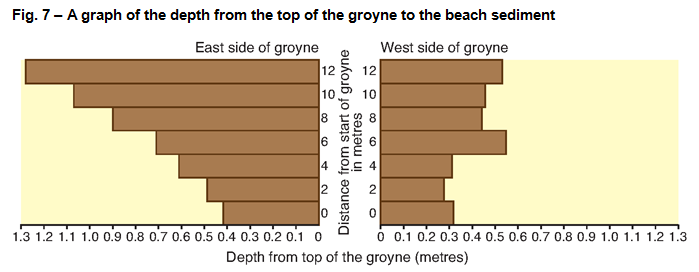 Fig. 7 – A graph of the depth from the top of the groyne to the beach sediment
East side of groyne
West side of groyne
12
10
8
6
4
2
0
Distance from start of groyne
in metres
12
10
8
6
4
2
0
1.3 1.2 1.1 1.0 0.9 0.8 0.7 0.6 0.5 0.4 0.3 0.2 0.1 0
0 0.1 0.2 0.3 0.4 0.5 0.6 0.7 0.8 0.9 1.0 1.1 1.2 1.3
Depth from top of the groyne (metres)